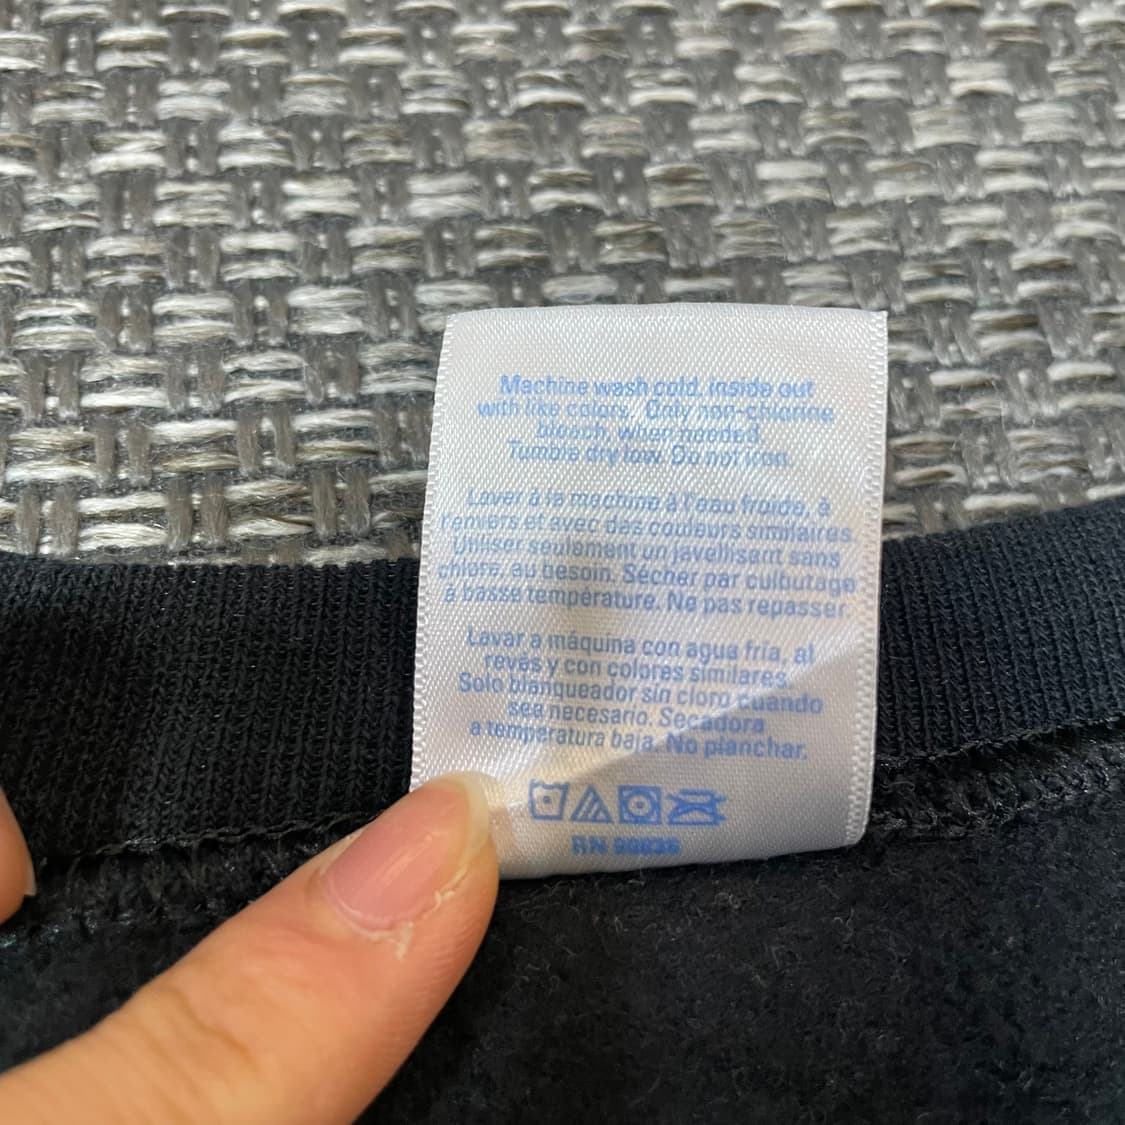 Machine wash cold, inside out
with like colors. Only non-chlorine
bleach, when needed.
Tumble dry low. Do not iron.
Laver à la machine à l'eau froide, à
l'envers et avec des couleurs similaires.
Utiliser seulement un javellisant sans
chlore, au besoin. Sécher par culbutage
à basse température. Ne pas repasser.
Lavar a máquina con agua fría, al
revés y con colores similares.
Solo blanqueador sin cloro cuando
sea necesario. Secadora
a temperatura baja. No planchar.
RN